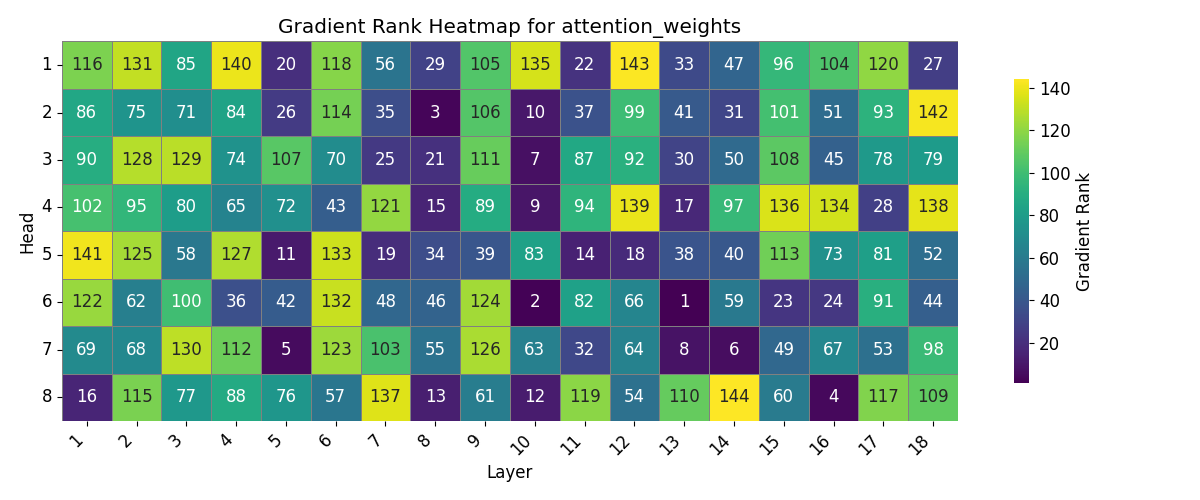 Gradient Rank Heatmap for attention_weights
1 116 131 85 140 20 118 56 29 105 135 22 143 33 47 96 104 120 27
2 86 75 71 84 26 114 35 3 106 10 37 99 41 31 101 51 93 142
3 90 128 129 74 107 70 25 21 111 7 87 92 30 50 108 45 78 79
4 102 95 80 65 72 43 121 15 89 9 94 139 17 97 136 134 28 138
5 141 125 58 127 11 133 19 34 39 83 14 18 38 40 113 73 81 52
6 122 62 100 36 42 132 48 46 124 2 82 66 1 59 23 24 91 44
7 69 68 130 112 5 123 103 55 126 63 32 64 8 6 49 67 53 98
8 16 115 77 88 76 57 137 13 61 12 119 54 110 144 60 4 117 109
1 2 3 4 5 6 7 8 9 10 11 12 13 14 15 16 17 18
Layer
Head
140
120
100
80
60
40
20
Gradient Rank